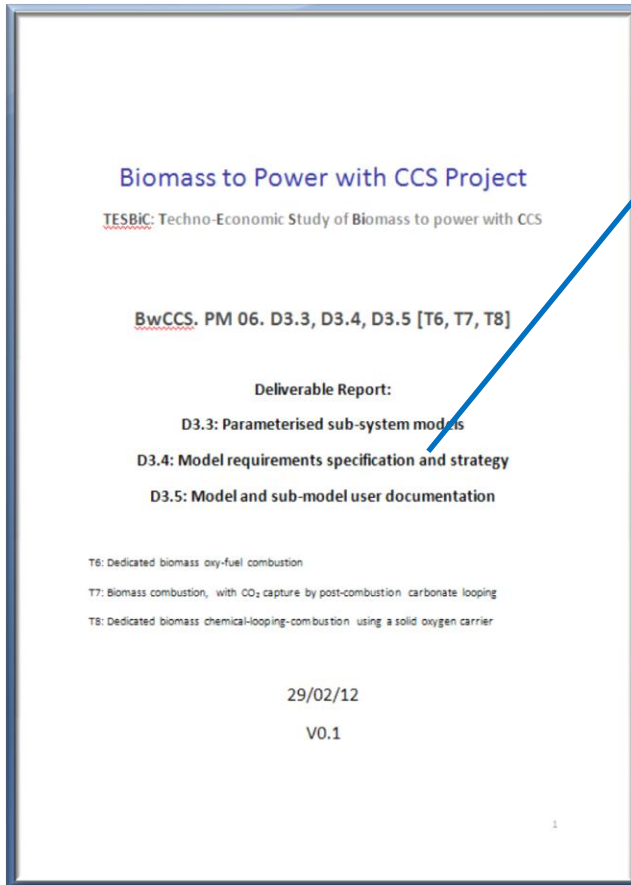 Biomass to Power with CCS Project
TESBiC: Techno-Economic Study of Biomass to power with CCS
BwCCS. PM 06. D3.3, D3.4, D3.5 [T6, T7, T8]
Deliverable Report:
D3.3: Parameterised sub-system models
D3.4: Model requirements specification and strategy
D3.5: Model and sub-model user documentation
T6: Dedicated biomass oxy-fuel combustion
T7: Biomass combustion, with CO₂ capture by post-combustion carbonate looping
T8: Dedicated biomass chemical-looping-combustion using a solid oxygen carrier
29/02/12
V0.1
1